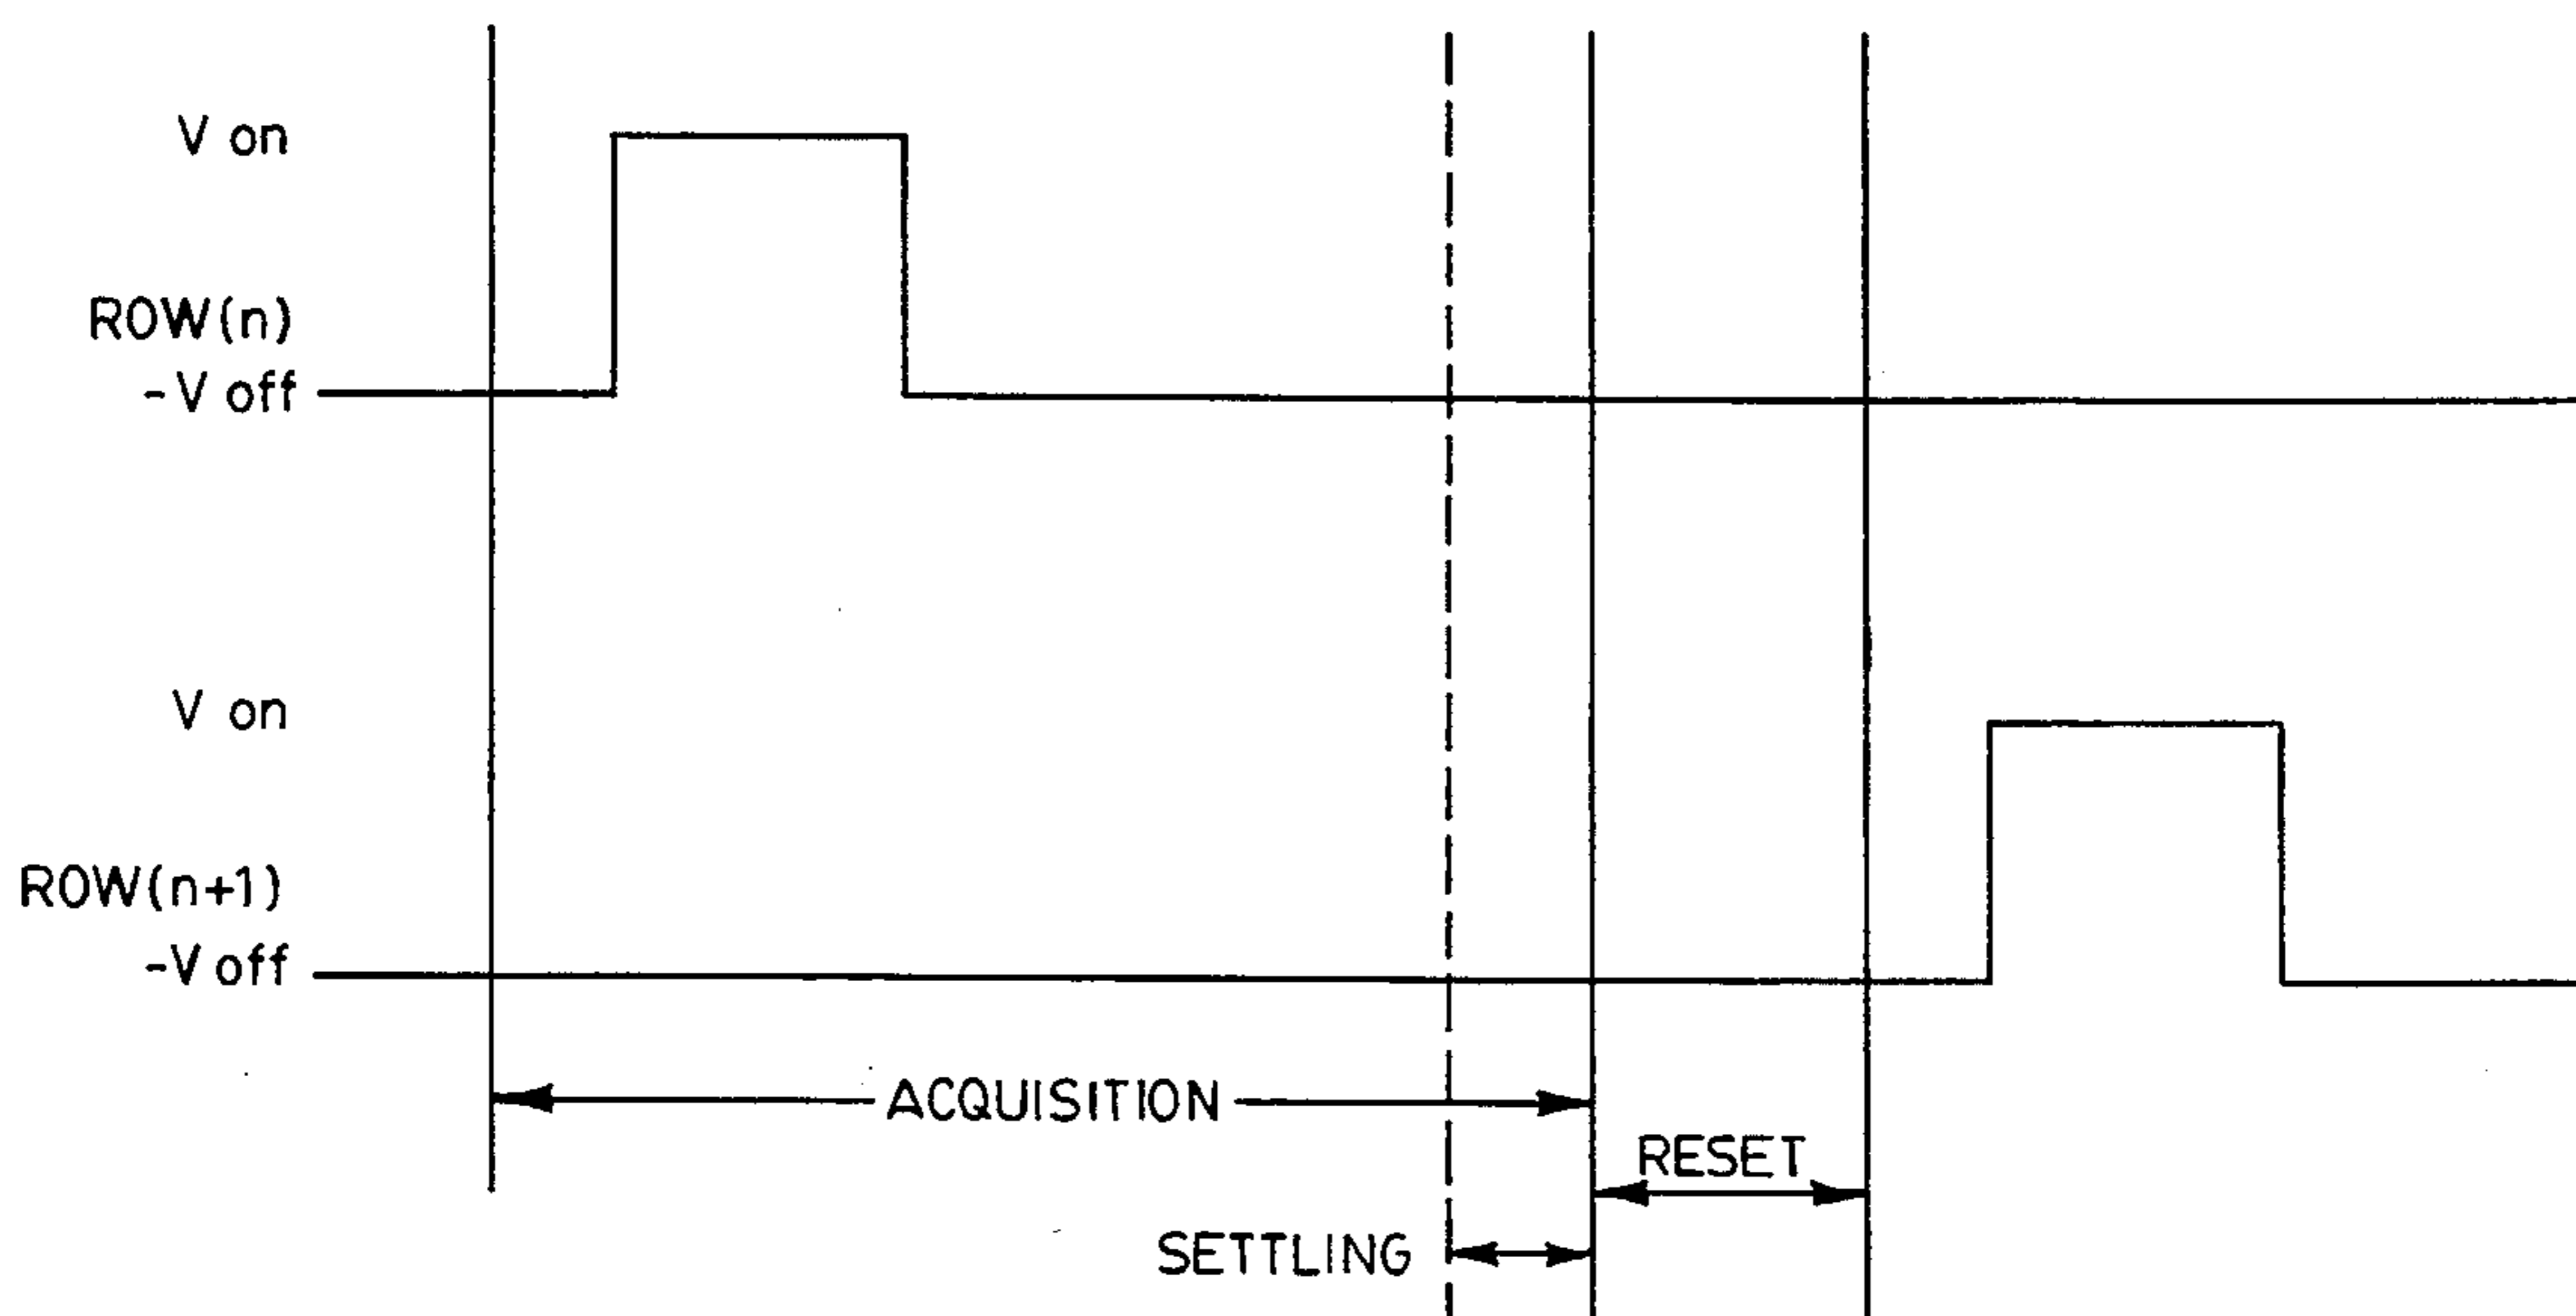 V on
ROW(n)
-V off
V on
ROW(n+1)
-V off
ACQUISITION
RESET
SETTLING